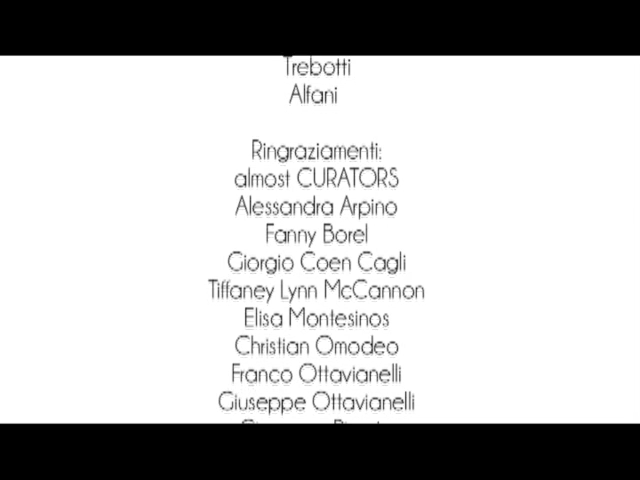 Trebotti
Alfani
Ringraziamenti:
almost CURATORS
Alessandra Arpino
Fanny Borel
Giorgio Coen Cagli
Tiffaney Lynn McCannon
Elisa Montesinos
Christian Omodeo
Franco Ottavianelli
Giuseppe Ottavianelli